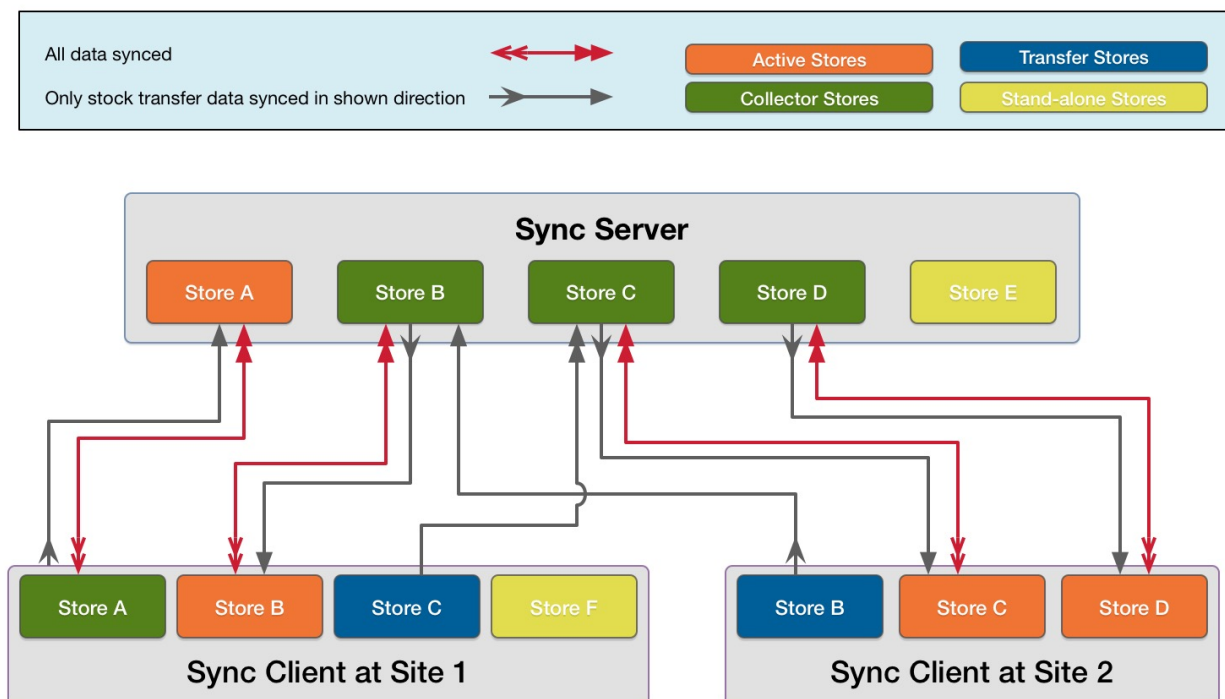 All data synced
Active Stores
Transfer Stores
Only stock transfer data synced in shown direction
Collector Stores
Stand-alone Stores
Sync Server
Store A
Store B
Store C
Store D
Store E
Store A
Store B
Store C
Store F
Store B
Store C
Store D
Sync Client at Site 1
Sync Client at Site 2